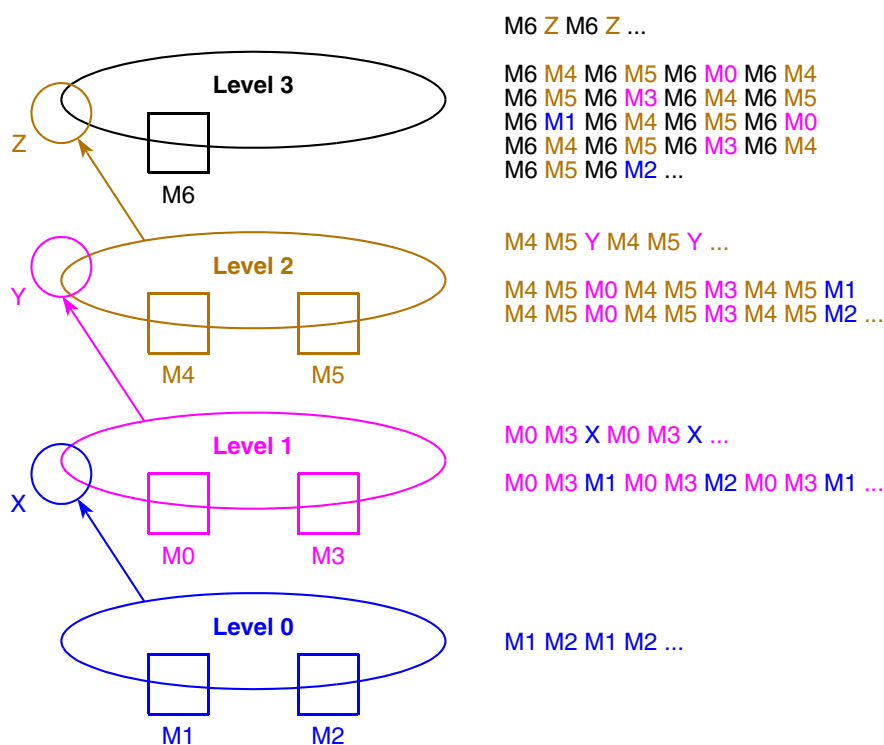 M6 Z M6 Z ...
Level 3
M6 M4 M6 M5 M6 M0 M6 M4
M6 M5 M6 M3 M6 M4 M6 M5
M6 M1 M6 M4 M6 M5 M6 M0
M6 M4 M6 M5 M6 M3 M6 M4
M6 M5 M6 M2 ...
Z
M6
M4 M5 Y M4 M5 Y ...
Level 2
M4 M5 M0 M4 M5 M3 M4 M5 M1
M4 M5 M0 M4 M5 M3 M4 M5 M2 ...
Y
M4
M5
M0 M3 X M0 M3 X ...
Level 1
M0 M3 M1 M0 M3 M2 M0 M3 M1 ...
X
M0
M3
Level 0
M1 M2 M1 M2 ...
M1
M2